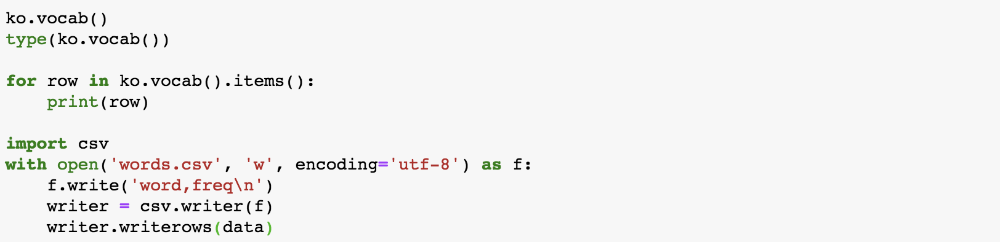 ko.vocab()
type(ko.vocab())
for row in ko.vocab().items():
    print(row)
import csv
with open('words.csv', 'w', encoding='utf-8') as f:
    f.write('word,freq\n')
    writer = csv.writer(f)
    writer.writerows(data)